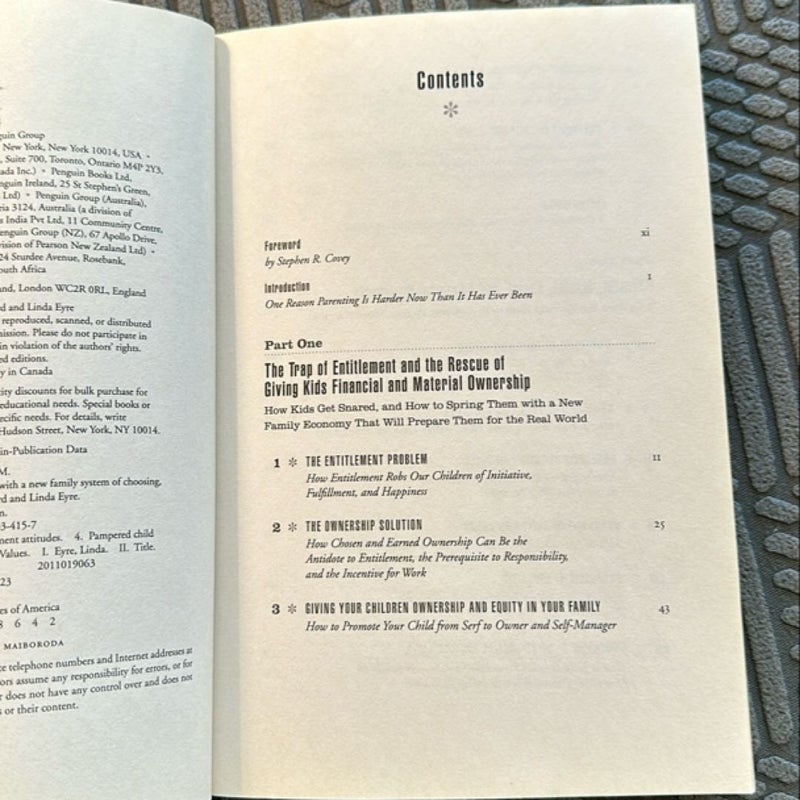 guin Group
New York, New York 10014, USA •
, Suite 700, Toronto, Ontario M4P 2Y3,
ada Inc.) • Penguin Books Ltd,
nguin Ireland, 25 St Stephen's Green,
Ltd) • Penguin Group (Australia),
ria 3124, Australia (a division of
s India Pvt Ltd, 11 Community Centre,
enguin Group (NZ), 67 Apollo Drive,
vision of Pearson New Zealand Ltd) •
24 Sturdee Avenue, Rosebank,
outh Africa
nd, London WC2R 0RL, England
rd and Linda Eyre
reproduced, scanned, or distributed
mission. Please do not participate in
in violation of the authors' rights.
ed editions.
y in Canada
tity discounts for bulk purchase for
educational needs. Special books or
ecific needs. For details, write
Hudson Street, New York, NY 10014.
in-Publication Data
M.
with a new family system of choosing,
rd and Linda Eyre.
n.
3-415-7
ment attitudes. 4. Pampered child
Values. I. Eyre, Linda. II. Title.
2011019063
23
es of America
8 6 4 2
MAIBORODA
te telephone numbers and Internet addresses at
ors assume any responsibility for errors, or for
r does not have any control over and does not
s or their content.
Contents
Foreword xi
by Stephen R. Covey
Introduction 1
One Reason Parenting Is Harder Now Than It Has Ever Been
Part One
The Trap of Entitlement and the Rescue of
Giving Kids Financial and Material Ownership
How Kids Get Snared, and How to Spring Them with a New
Family Economy That Will Prepare Them for the Real World
1 * THE ENTITLEMENT PROBLEM 11
How Entitlement Robs Our Children of Initiative,
Fulfillment, and Happiness
2 * THE OWNERSHIP SOLUTION 25
How Chosen and Earned Ownership Can Be the
Antidote to Entitlement, the Prerequisite to Responsibility,
and the Incentive for Work
3 * GIVING YOUR CHILDREN OWNERSHIP AND EQUITY IN YOUR FAMILY 43
How to Promote Your Child from Serf to Owner and Self-Manager